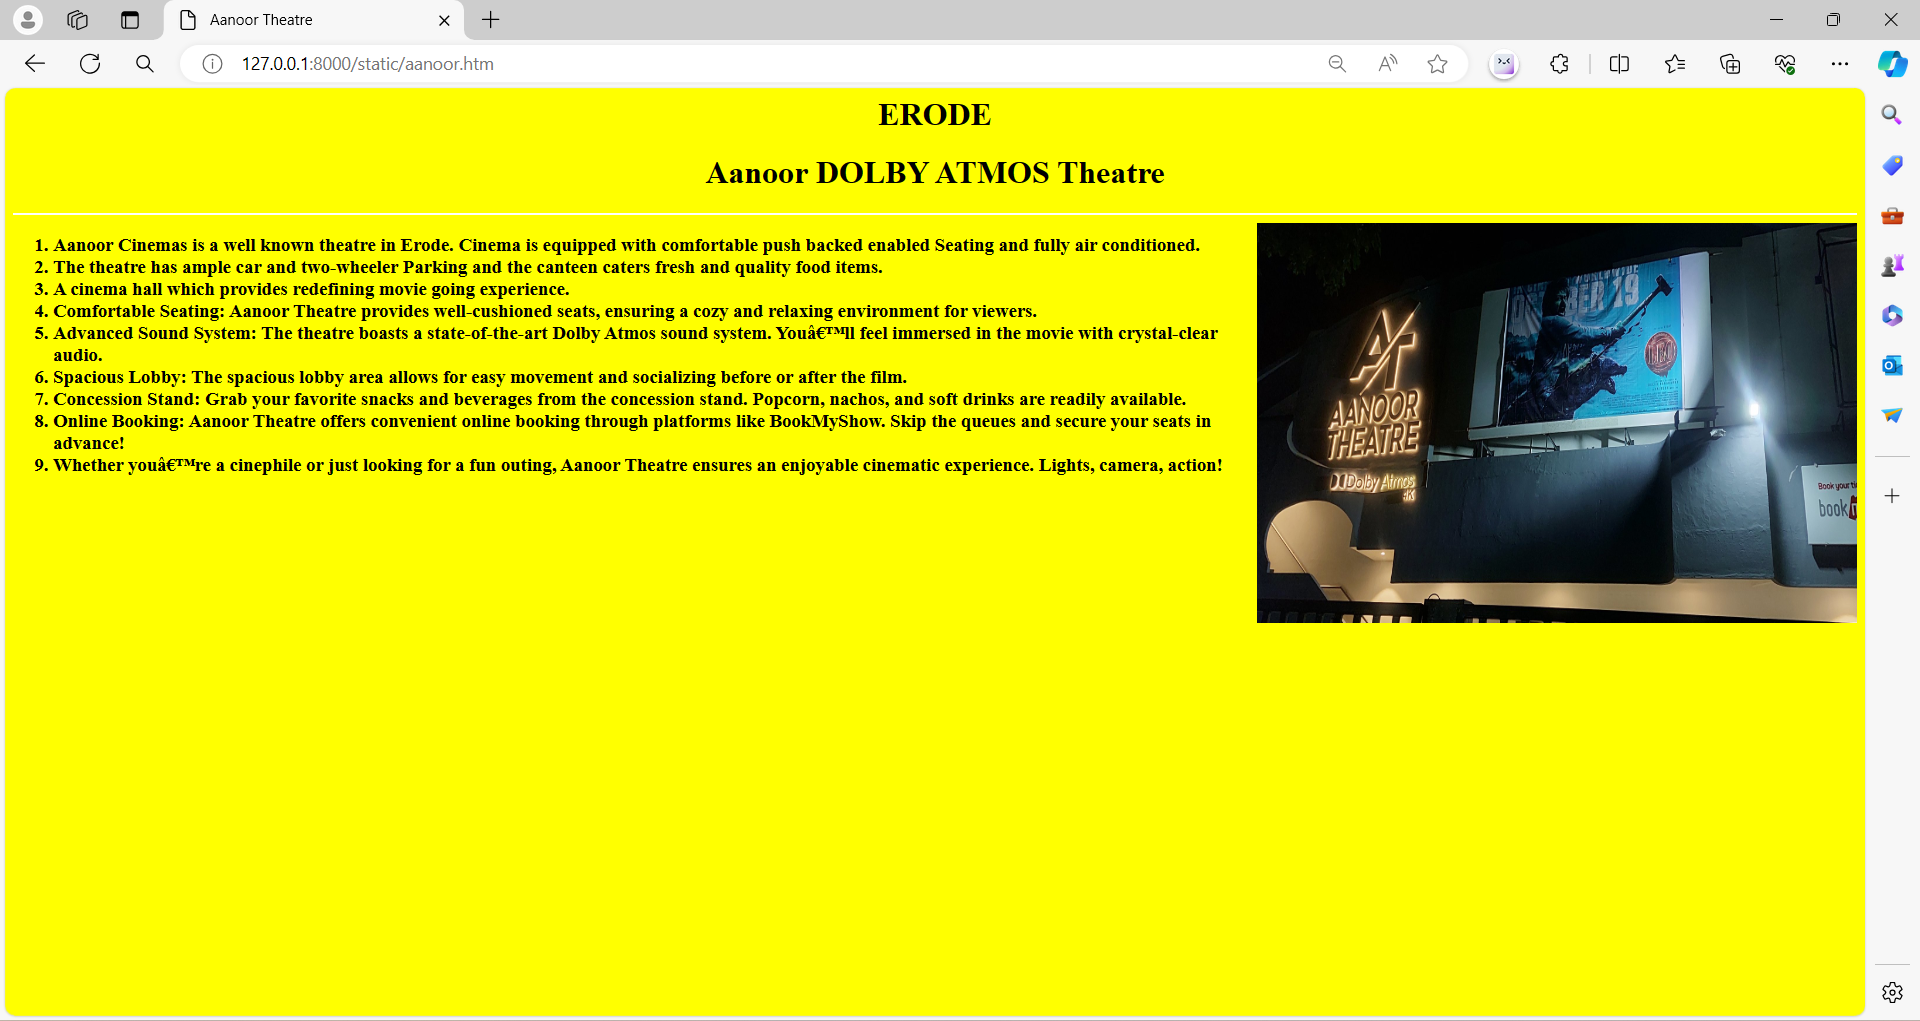 Aanoor Theatre
127.0.0.1:8000/static/aanoor.htm
ERODE
Aanoor DOLBY ATMOS Theatre
1. Aanoor Cinemas is a well known theatre in Erode. Cinema is equipped with comfortable push backed enabled Seating and fully air conditioned.
2. The theatre has ample car and two-wheeler Parking and the canteen caters fresh and quality food items.
3. A cinema hall which provides redefining movie going experience.
4. Comfortable Seating: Aanoor Theatre provides well-cushioned seats, ensuring a cozy and relaxing environment for viewers.
5. Advanced Sound System: The theatre boasts a state-of-the-art Dolby Atmos sound system. Youâ€™ll feel immersed in the movie with crystal-clear
audio.
6. Spacious Lobby: The spacious lobby area allows for easy movement and socializing before or after the film.
7. Concession Stand: Grab your favorite snacks and beverages from the concession stand. Popcorn, nachos, and soft drinks are readily available.
8. Online Booking: Aanoor Theatre offers convenient online booking through platforms like BookMyShow. Skip the queues and secure your seats in
advance!
9. Whether youâ€™re a cinephile or just looking for a fun outing, Aanoor Theatre ensures an enjoyable cinematic experience. Lights, camera, action!
AT
AANOOR
THEATRE
Dolby Atmos
4K
BER 19
LEO
Book your
book